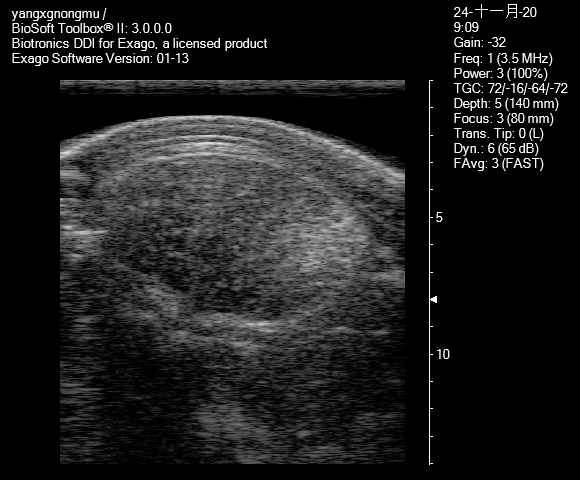 yangxgnongmu /
BioSoft Toolbox® II: 3.0.0.0
Biotronics DDI for Exago, a licensed product
Exago Software Version: 01-13
24-十一月-20
9:09
Gain: -32
Freq: 1 (3.5 MHz)
Power: 3 (100%)
TGC: 72/-16/-64/-72
Depth: 5 (140 mm)
Focus: 3 (80 mm)
Trans. Tip: 0 (L)
Dyn.: 6 (65 dB)
FAvg: 3 (FAST)
5
10